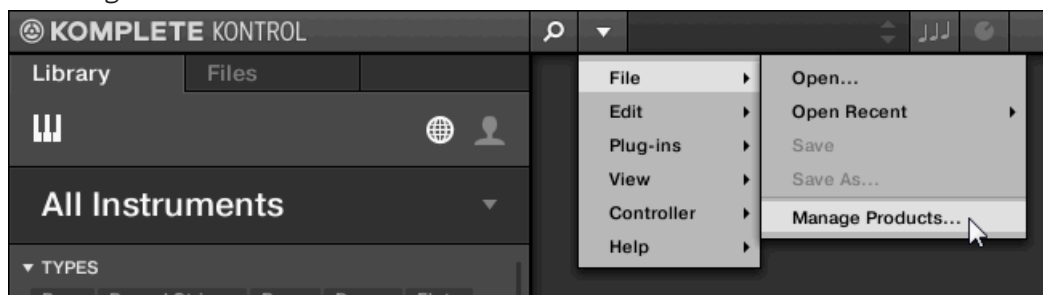 KOMPLETE KONTROL
Library Files
File
Edit
Plug-ins
View
Controller
Help
Open...
Open Recent
Save
Save As...
Manage Products...
All Instruments
TYPES